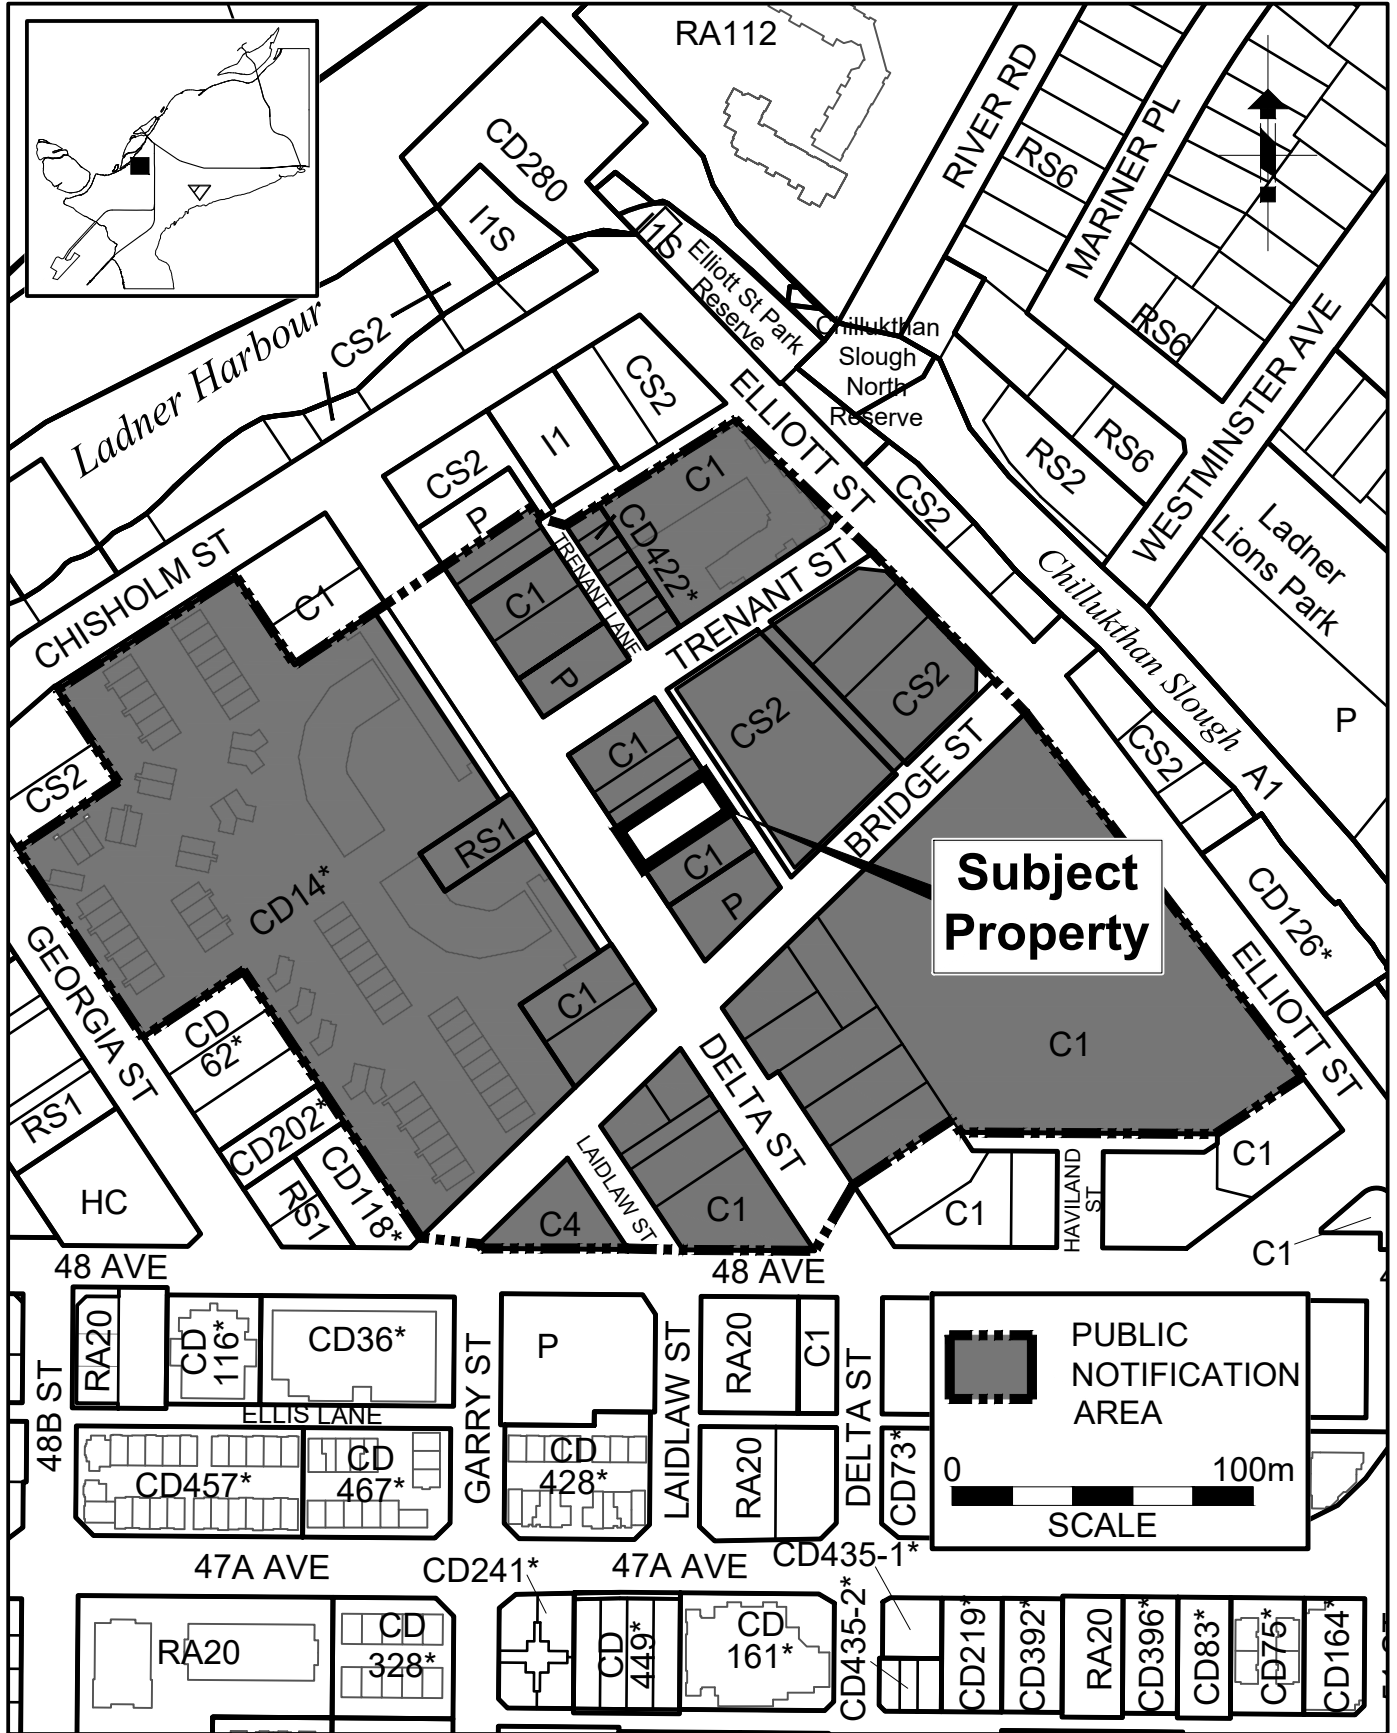 RA112
RIVER RD
RS6
MARINER PL
CD280
I1S
I1S
Elliott St Park
Reserve
Ladner Harbour
CS2
Chillukthan
Slough
North
Reserve
RS6
WESTMINSTER AVE
CS2
ELLIOTT ST
RS6
RS2
I1
CS2
P
C1
CS2
Ladner
Lions Park
CD422*
TRENANT LANE
CHISHOLM ST
C1
C1
P
TRENANT ST
Chillukthan Slough
CS2
CS2
P
CS2
A1
C1
CS2
BRIDGE ST
RS1
C1
P
Subject
Property
CD14*
CD126*
GEORGIA ST
ELLIOTT ST
C1
CD
62*
C1
DELTA ST
RS1
CD202*
CD118*
RS1
HC
LAIDLAW ST
C4
C1
C1
HAVILAND
ST
C1
C1
48 AVE
48 AVE
RA20
CD
116*
CD36*
P
RA20
C1
48B ST
ELLIS LANE
GARRY ST
LAIDLAW ST
DELTA ST
PUBLIC
NOTIFICATION
AREA
CD457*
CD
467*
CD
428*
RA20
CD73*
0 100m
SCALE
47A AVE
CD241*
47A AVE
CD435-1*
RA20
CD
328*
CD
449*
CD
161*
CD435-2*
CD219*
CD392*
RA20
CD396*
CD83*
CD75*
CD164*